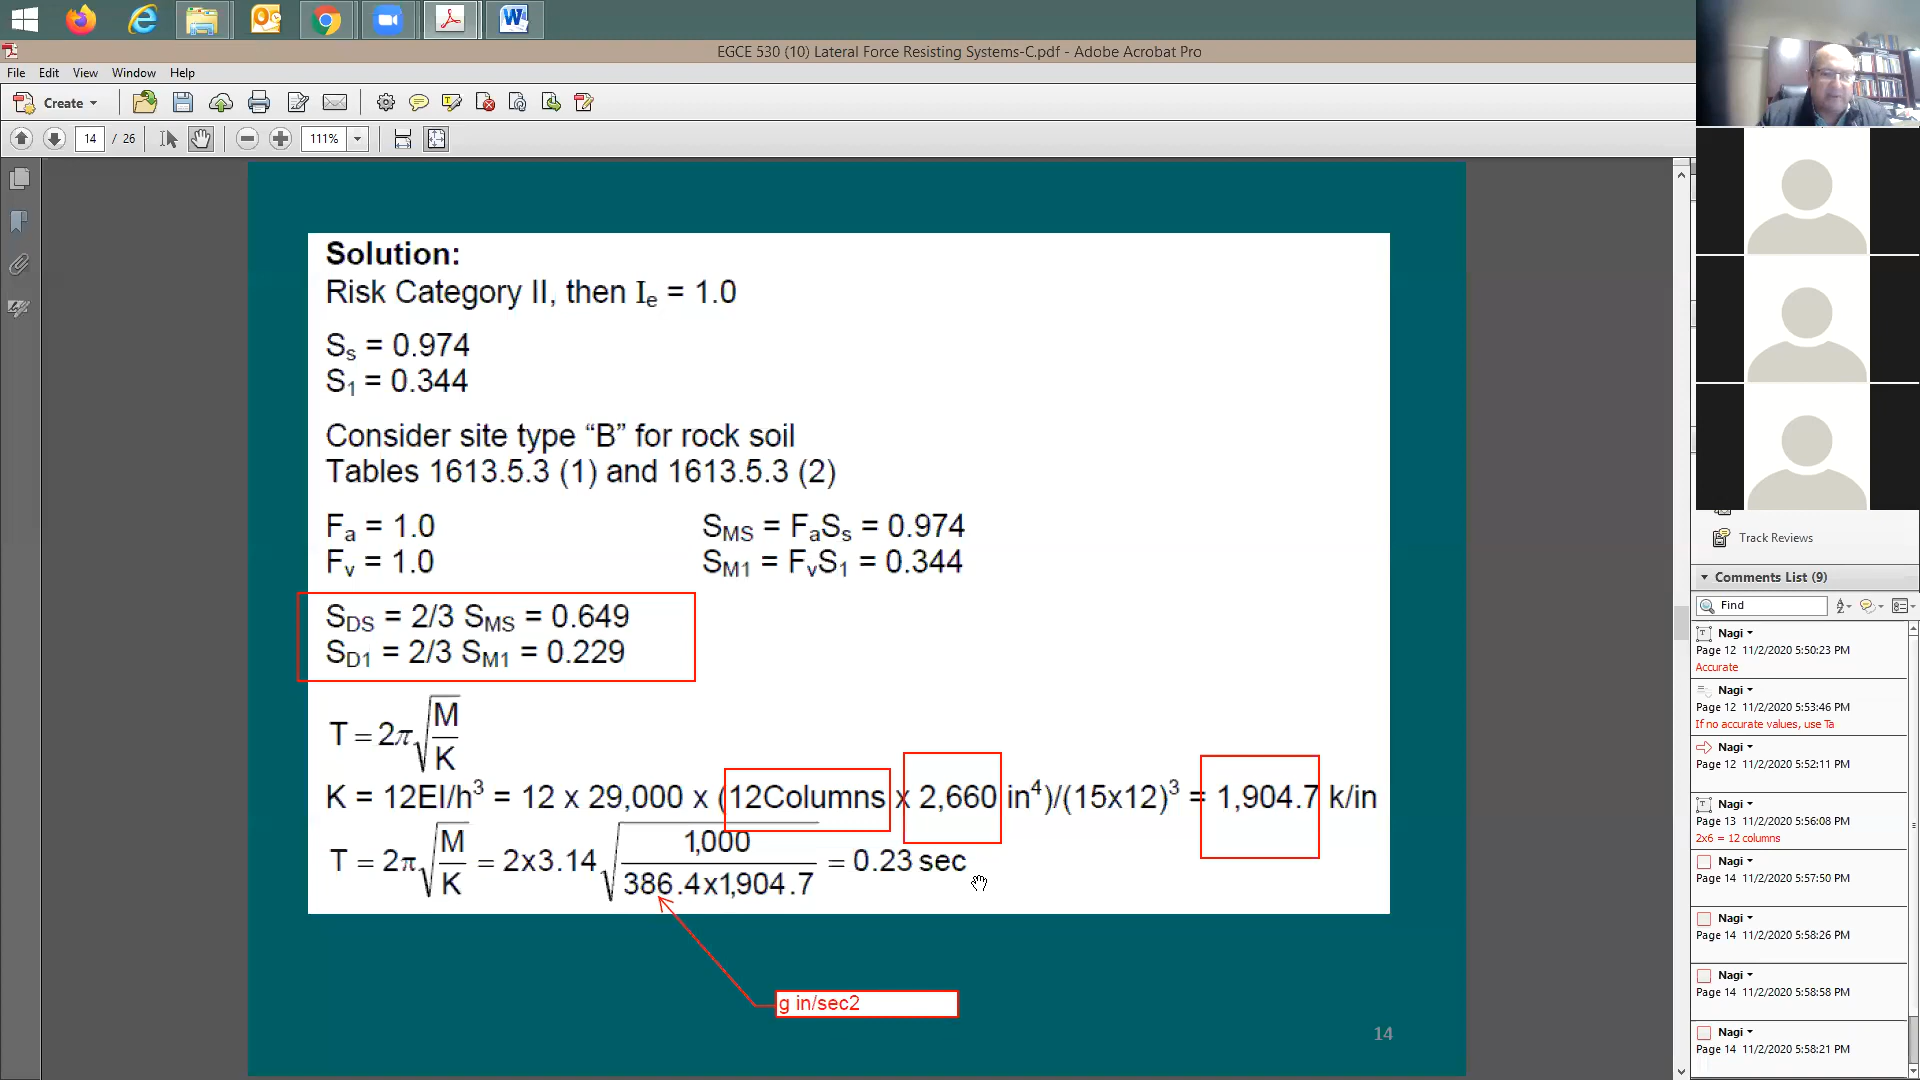 EGCE 530 (10) Lateral Force Resisting Systems-C.pdf - Adobe Acrobat Pro
File Edit View Window Help
Create
14 / 26 111%
Solution:
Risk Category II, then Ie = 1.0
Ss = 0.974
S1 = 0.344
Consider site type “B” for rock soil
Tables 1613.5.3 (1) and 1613.5.3 (2)
Fa = 1.0 SMS = FaSs = 0.974
Fv = 1.0 SM1 = FvS1 = 0.344
SDS = 2/3 SMS = 0.649
SD1 = 2/3 SM1 = 0.229
T = 2π√(M/K)
K = 12EI/h³ = 12 x 29,000 x (12Columns x 2,660 in⁴)/(15x12)³ = 1,904.7 k/in
T = 2π√(M/K) = 2x3.14√(1,000/386.4x1,904.7) = 0.23 sec
g in/sec2
14
Track Reviews
Comments List (9)
Find
Nagi
Page 12 11/2/2020 5:50:23 PM
Accurate
Nagi
Page 12 11/2/2020 5:53:46 PM
If no accurate values, use Ta
Nagi
Page 12 11/2/2020 5:52:11 PM
Nagi
Page 13 11/2/2020 5:56:08 PM
2x6 = 12 columns
Nagi
Page 14 11/2/2020 5:57:50 PM
Nagi
Page 14 11/2/2020 5:58:26 PM
Nagi
Page 14 11/2/2020 5:58:58 PM
Nagi
Page 14 11/2/2020 5:58:21 PM